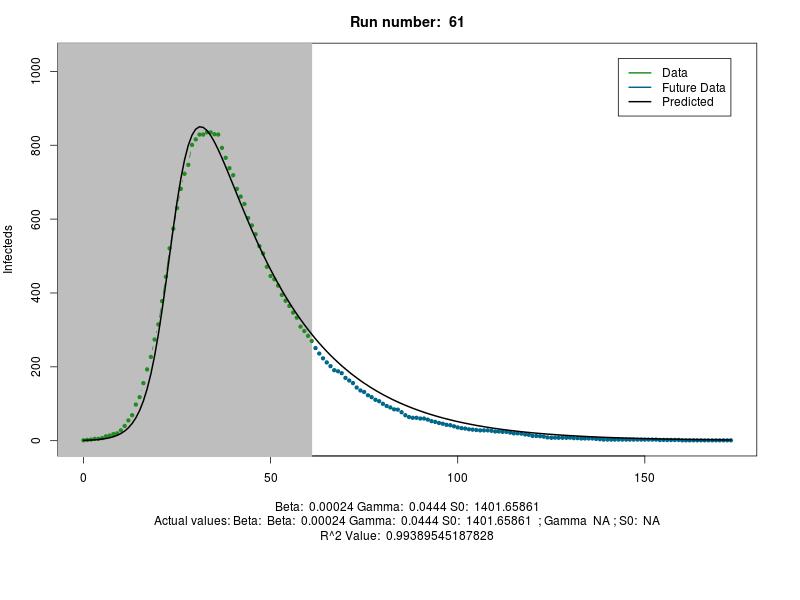 Run number:  61
Data
Future Data
Predicted
Infecteds
1000
800
600
400
200
0
0 50 100 150
Beta:  0.00024 Gamma:  0.0444 S0:  1401.65861
Actual values: Beta:  Beta:  0.00024 Gamma:  0.0444 S0:  1401.65861  ; Gamma  NA ; S0:  NA
R^2 Value:  0.99389545187828